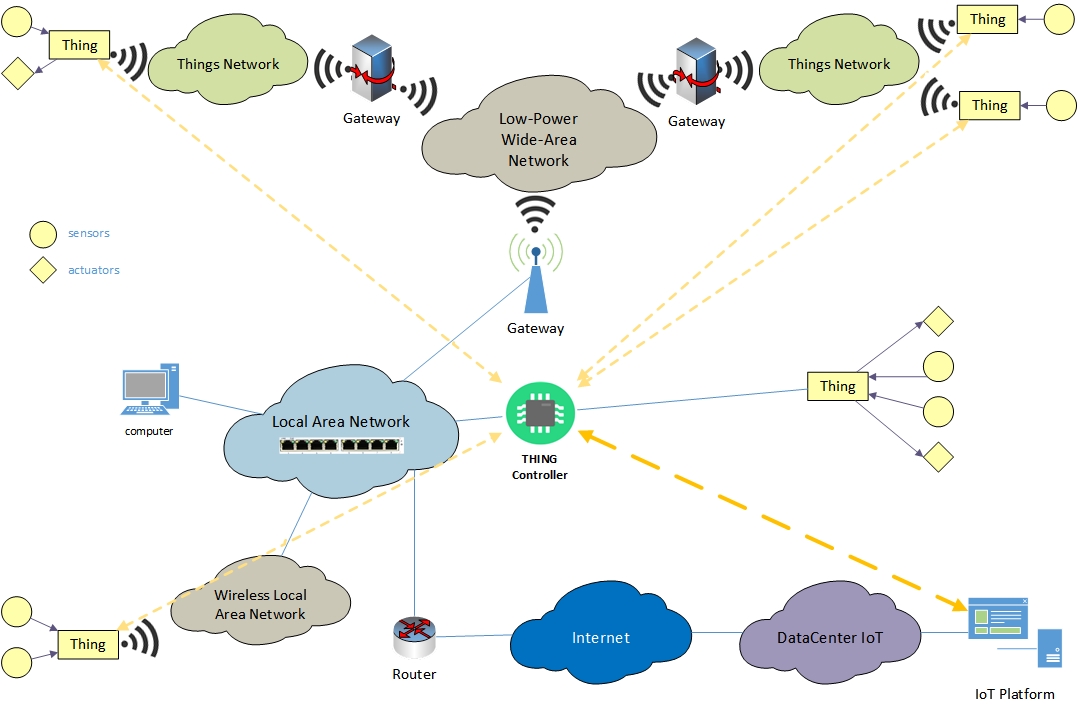 Thing
Things Network
Gateway
Low-Power
Wide-Area
Network
Gateway
Things Network
Thing
Thing
sensors
actuators
Gateway
computer
Local Area Network
THING
Controller
Thing
Wireless Local
Area Network
Thing
Router
Internet
DataCenter IoT
IoT Platform